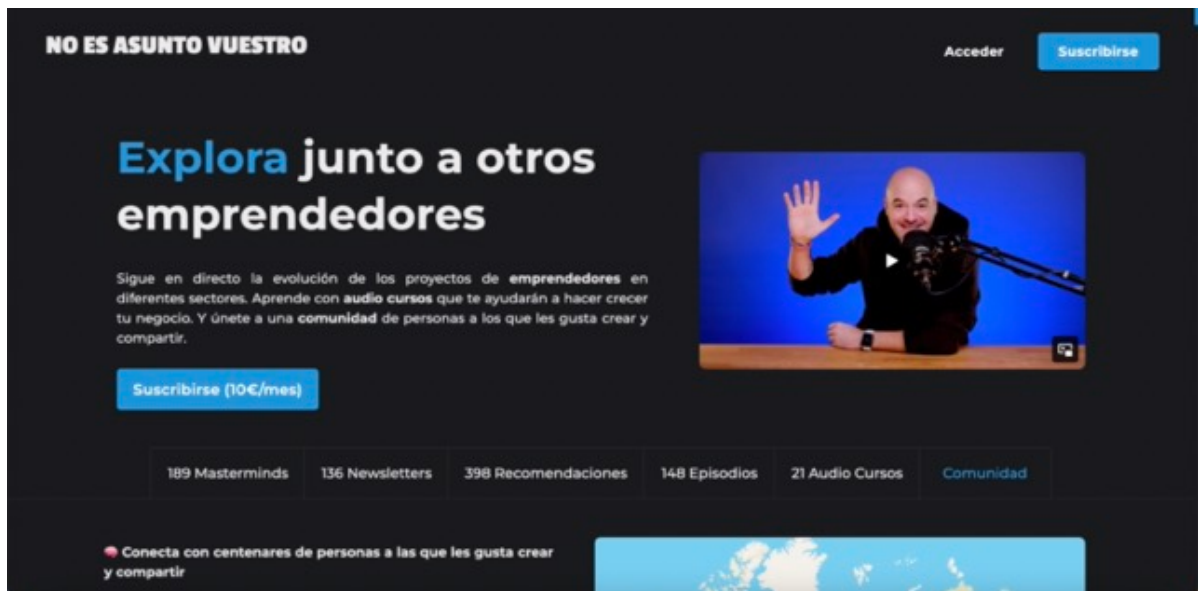 NO ES ASUNTO VUESTRO
Acceder
Suscribirse
Explora junto a otros
emprendedores
Sigue en directo la evolución de los proyectos de emprendedores en
diferentes sectores. Aprende con audio cursos que te ayudarán a hacer crecer
tu negocio. Y únete a una comunidad de personas a los que les gusta crear y
compartir.
Suscribirse (10€/mes)
189 Masterminds
136 Newsletters
398 Recomendaciones
148 Episodios
21 Audio Cursos
Comunidad
Conecta con centenares de personas a las que les gusta crear
y compartir